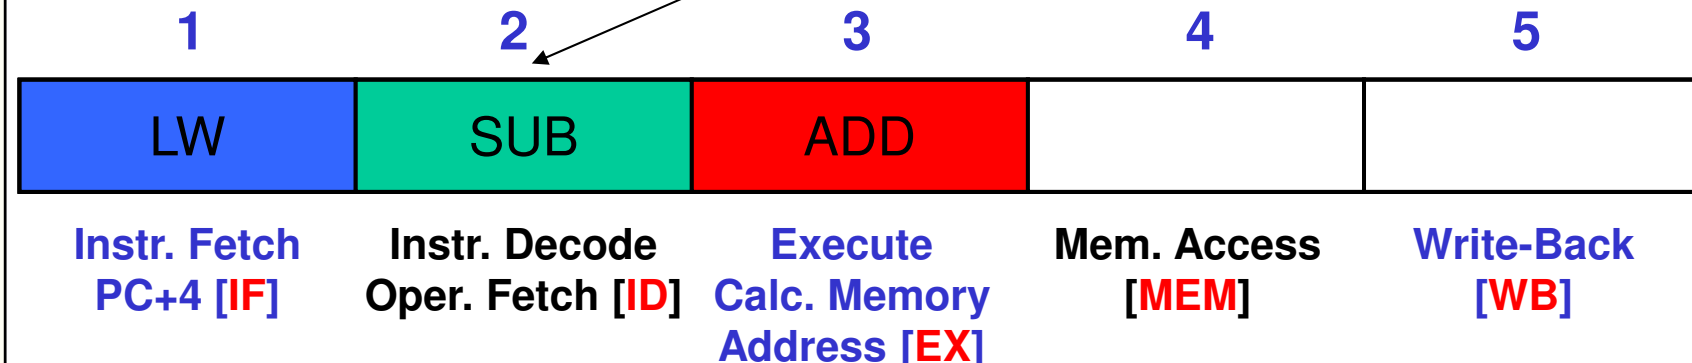 1 2 3 4 5
LW SUB ADD
Instr. Fetch
PC+4 [IF]
Instr. Decode
Oper. Fetch [ID]
Execute
Calc. Memory
Address [EX]
Mem. Access
[MEM]
Write-Back
[WB]